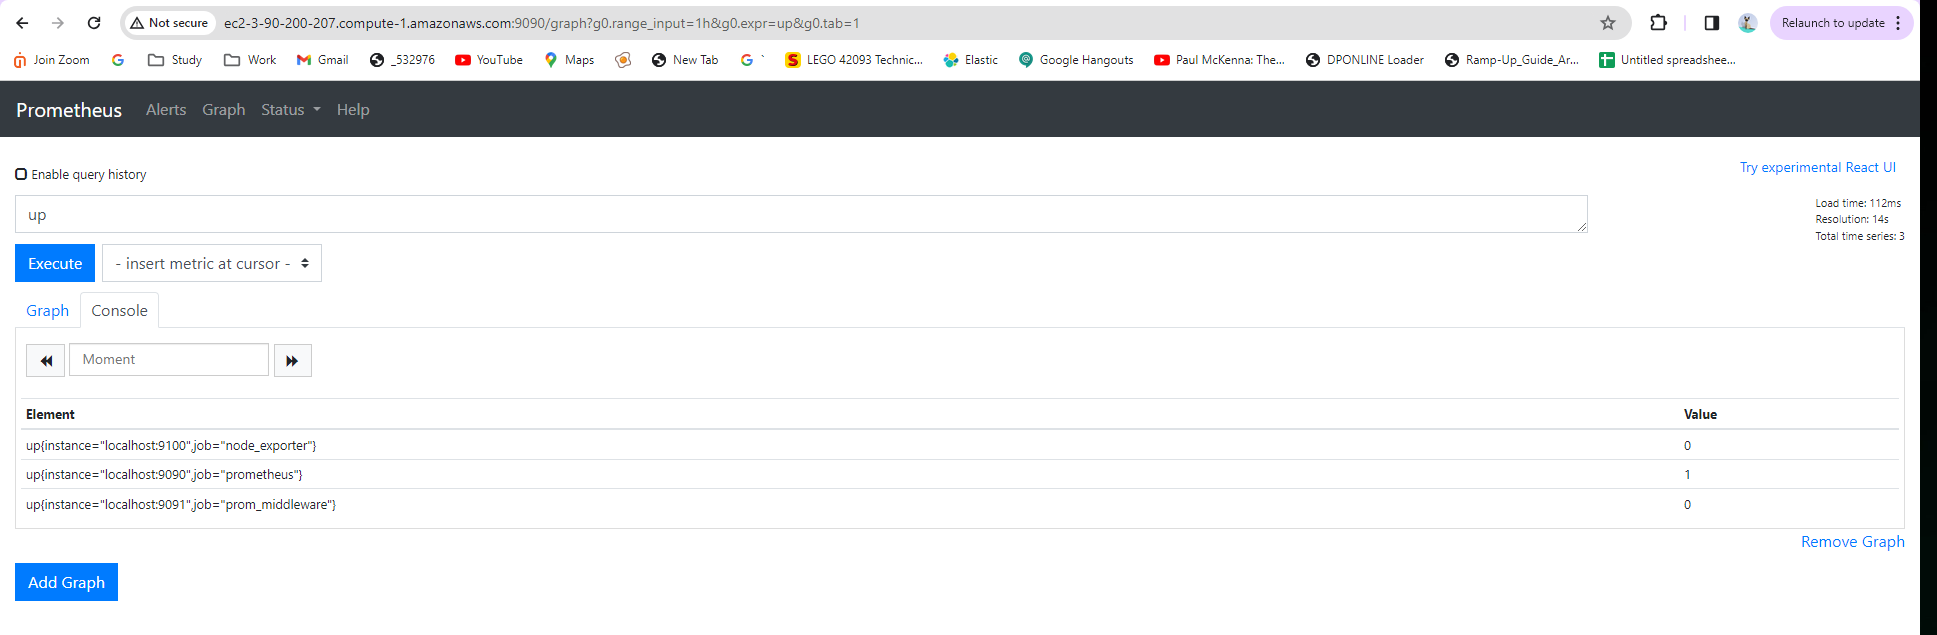 Not secure ec2-3-90-200-207.compute-1.amazonaws.com:9090/graph?g0.range_input=1h&g0.expr=up&g0.tab=1 Relaunch to update
Join Zoom Study Work Gmail _532976 YouTube Maps New Tab ` LEGO 42093 Technic... Elastic Google Hangouts Paul McKenna: The... DPONLINE Loader Ramp-Up_Guide_Ar... Untitled spreadshee...
Prometheus Alerts Graph Status Help
Try experimental React UI
Enable query history
up
Load time: 112ms
Resolution: 14s
Total time series: 3
Execute - insert metric at cursor -
Graph Console
Moment
Element Value
up{instance="localhost:9100",job="node_exporter"} 0
up{instance="localhost:9090",job="prometheus"} 1
up{instance="localhost:9091",job="prom_middleware"} 0
Remove Graph
Add Graph